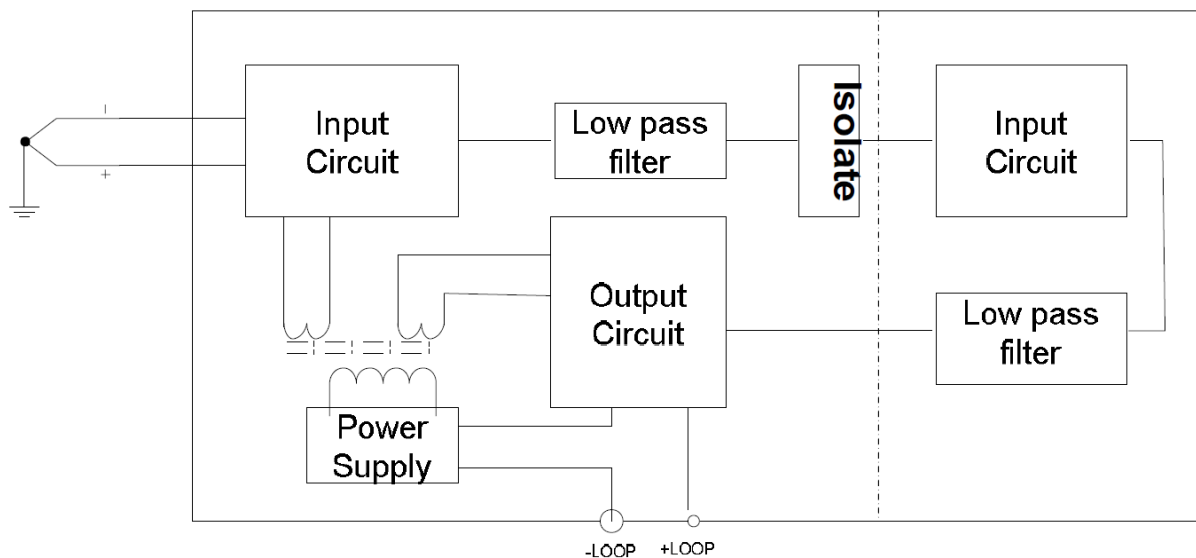 Input
Circuit
Low pass
filter
Isolate
Input
Circuit
Output
Circuit
Low pass
filter
Power
Supply
-LOOP
+LOOP